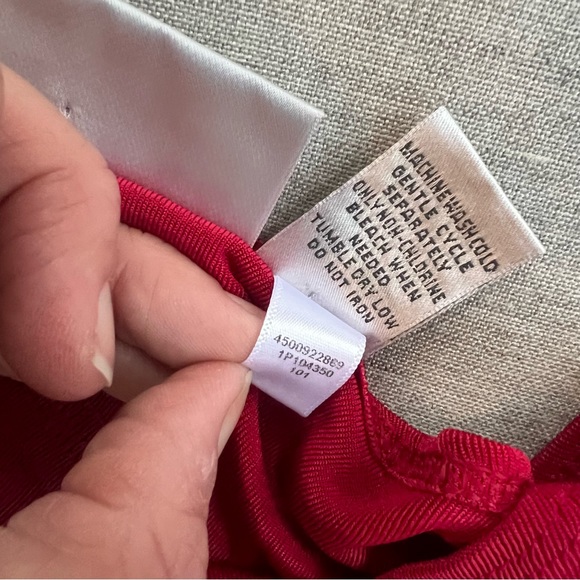 MACHINE WASH COLD
GENTLE CYCLE
SEPARATELY
ONLY NON-CHLORINE
BLEACH WHEN
NEEDED
TUMBLE DRY LOW
DO NOT IRON
4500922869
1P104350
101